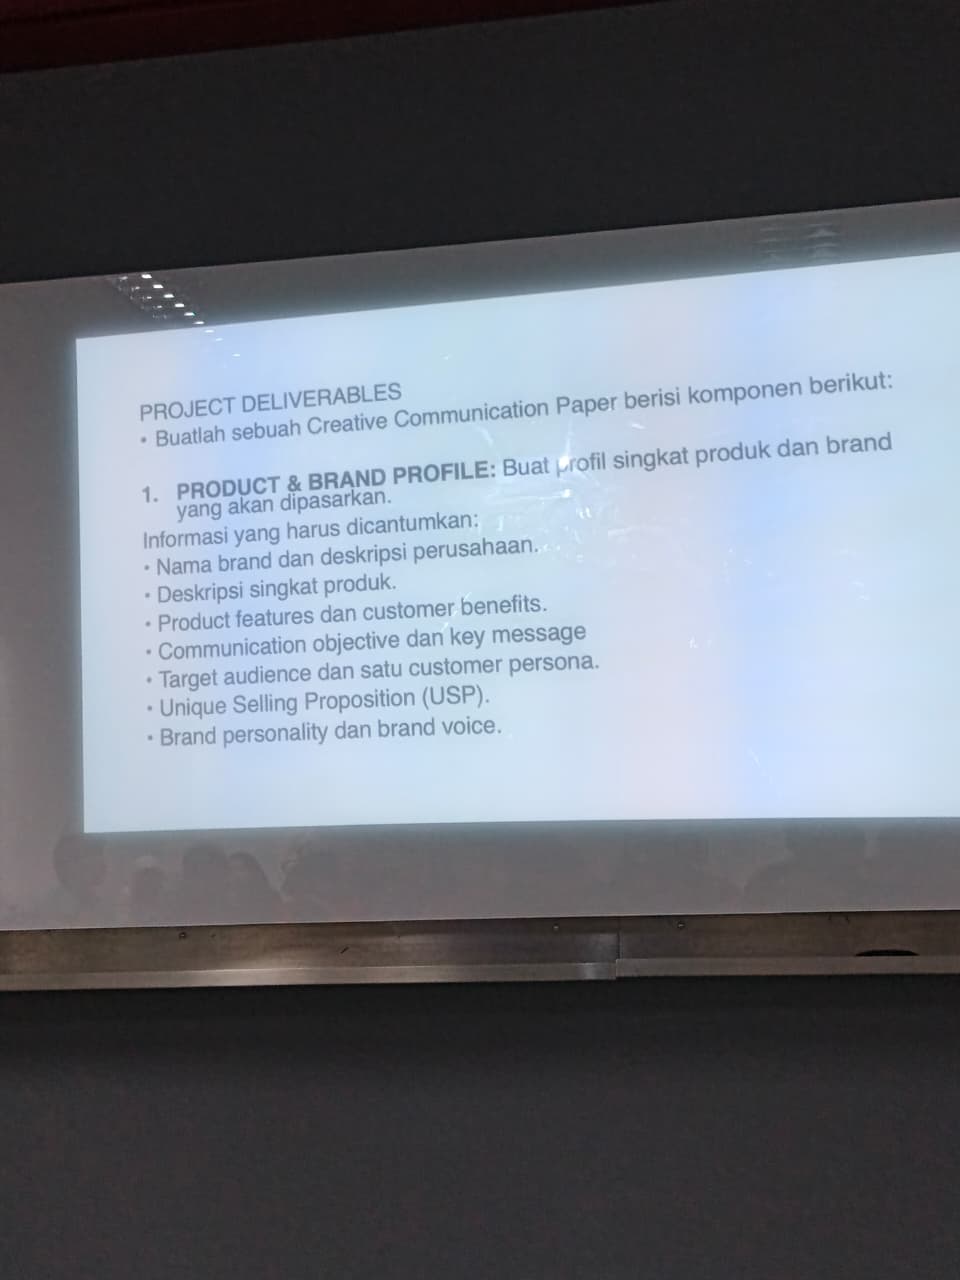 PROJECT DELIVERABLES
• Buatlah sebuah Creative Communication Paper berisi komponen berikut:
1. PRODUCT & BRAND PROFILE: Buat profil singkat produk dan brand
yang akan dipasarkan.
Informasi yang harus dicantumkan:
• Nama brand dan deskripsi perusahaan.
• Deskripsi singkat produk.
• Product features dan customer benefits.
• Communication objective dan key message
• Target audience dan satu customer persona.
• Unique Selling Proposition (USP).
• Brand personality dan brand voice.